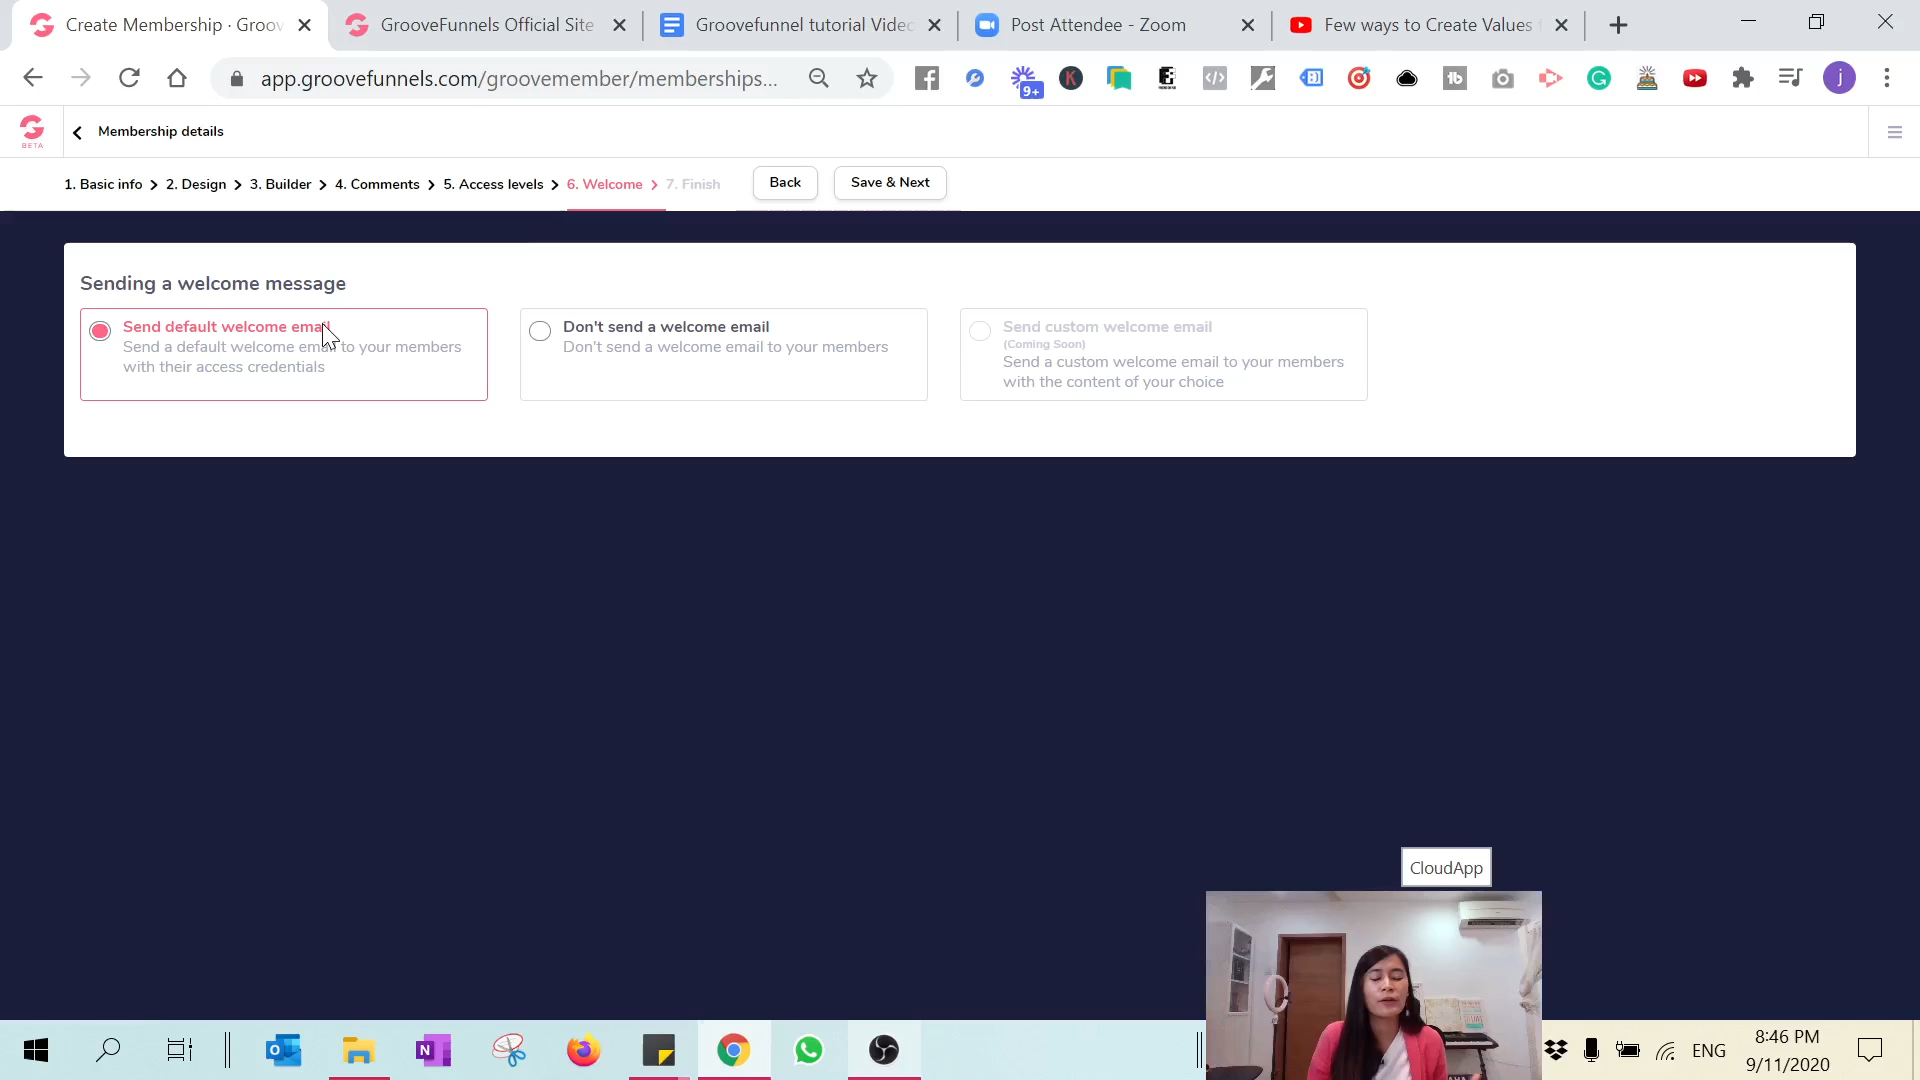 Create Membership · Groov
GrooveFunnels Official Site
Groovefunnel tutorial Video
Post Attendee - Zoom
Few ways to Create Values f
app.groovefunnels.com/groovemember/memberships...
9+
BETA
Membership details
1. Basic info
2. Design
3. Builder
4. Comments
5. Access levels
6. Welcome
7. Finish
Back
Save & Next
Sending a welcome message
Send default welcome email
Send a default welcome email to your members
with their access credentials
Don't send a welcome email
Don't send a welcome email to your members
Send custom welcome email
(Coming Soon)
Send a custom welcome email to your members
with the content of your choice
CloudApp
ENG
8:46 PM
9/11/2020